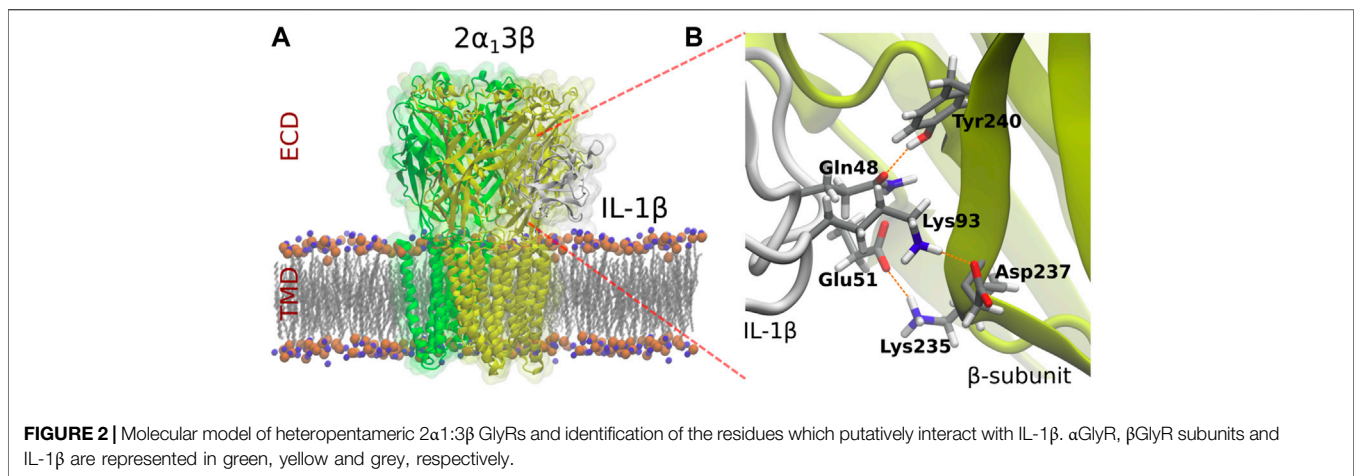 A
2α₁3β
B
ECD
TMD
IL-1β
Tyr240
Gln48
Lys93
Glu51
Asp237
IL-1β
Lys235
β-subunit
FIGURE 2 | Molecular model of heteropentameric 2α1:3β GlyRs and identification of the residues which putatively interact with IL-1β. αGlyR, βGlyR subunits and
IL-1β are represented in green, yellow and grey, respectively.